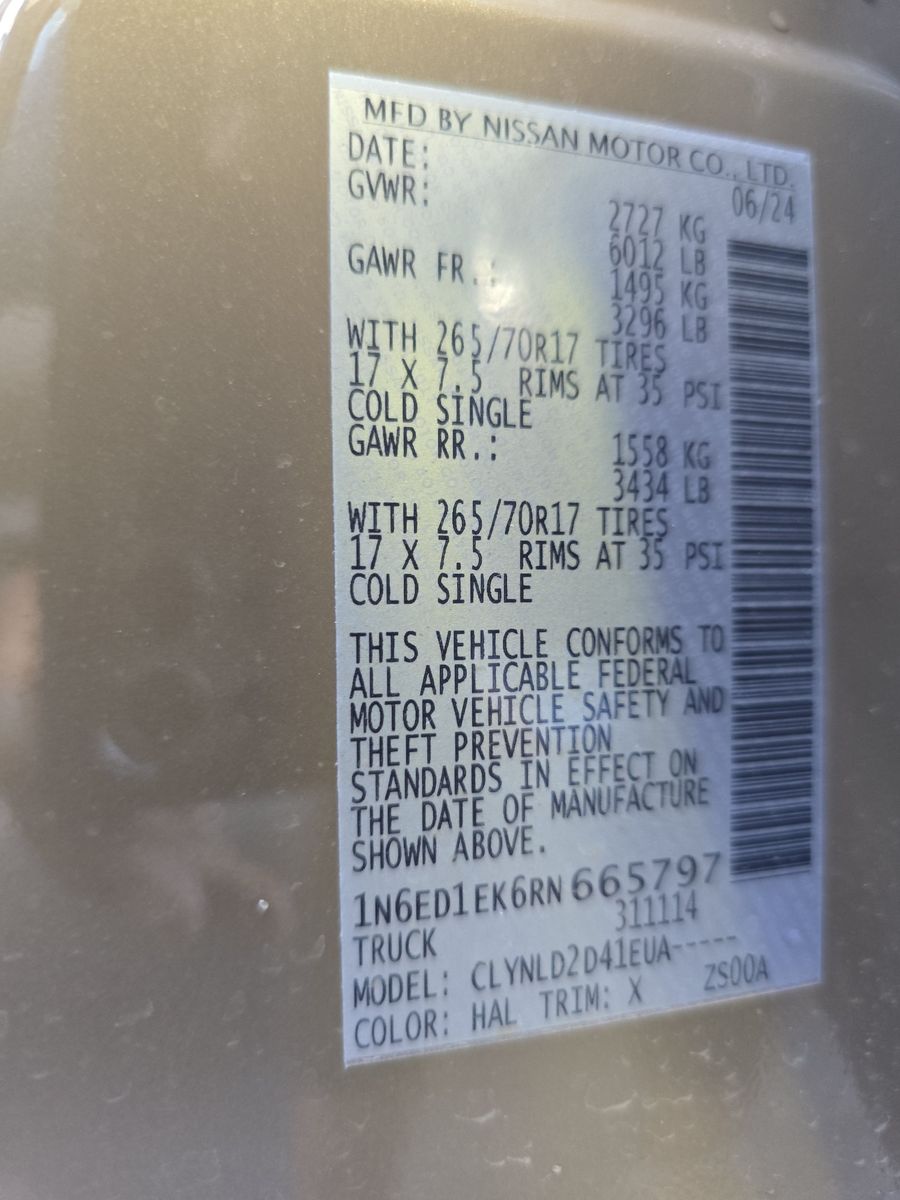 MFD BY NISSAN MOTOR CO., LTD.
DATE: 06/24
GVWR: 2727 KG
6012 LB
GAWR FR.: 1495 KG
3296 LB
WITH 265/70R17 TIRES
17 X 7.5 RIMS AT 35 PSI
COLD SINGLE
GAWR RR.: 1558 KG
3434 LB
WITH 265/70R17 TIRES
17 X 7.5 RIMS AT 35 PSI
COLD SINGLE
THIS VEHICLE CONFORMS TO
ALL APPLICABLE FEDERAL
MOTOR VEHICLE SAFETY AND
THEFT PREVENTION
STANDARDS IN EFFECT ON
THE DATE OF MANUFACTURE
SHOWN ABOVE.
1N6ED1EK6RN665797
TRUCK 311114
MODEL: CLYNLD2D41EUA-----
COLOR: HAL TRIM: X ZS00A